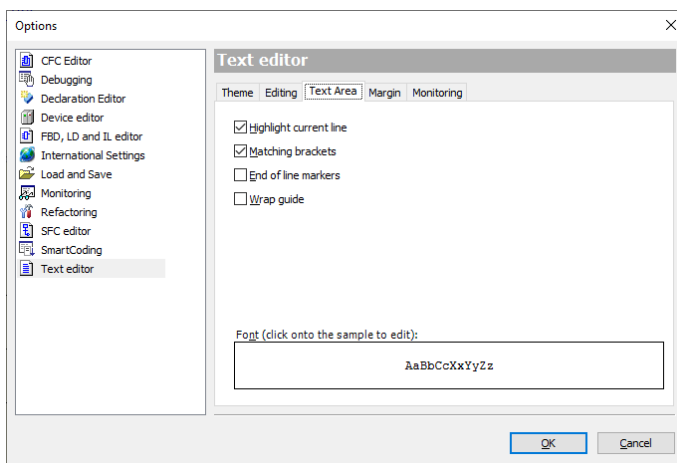 Options
CFC Editor
Debugging
Declaration Editor
Device editor
FBD, LD and IL editor
International Settings
Load and Save
Monitoring
Refactoring
SFC editor
SmartCoding
Text editor
Text editor
Theme Editing Text Area Margin Monitoring
Highlight current line
Matching brackets
End of line markers
Wrap guide
Font (click onto the sample to edit):
AaBbCcXxYyZz
OK Cancel